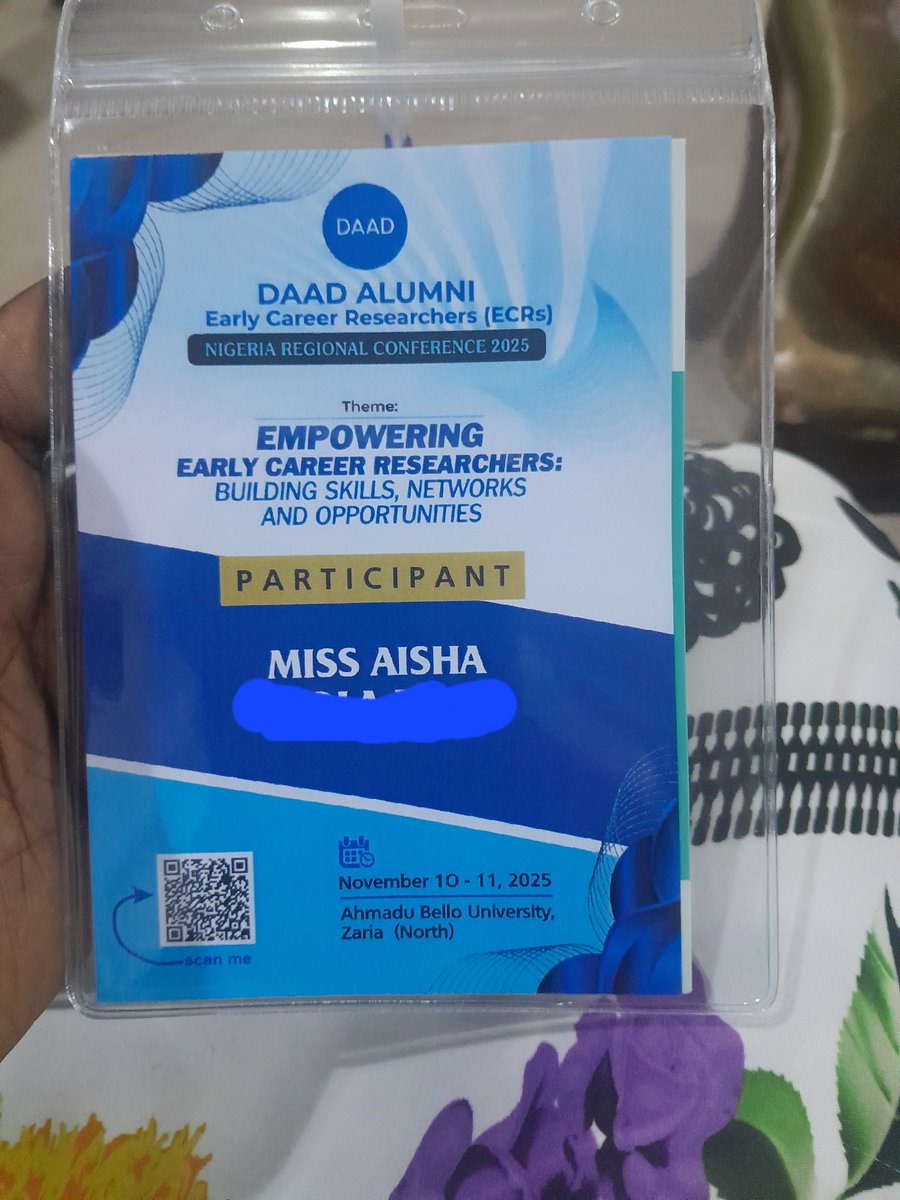 DAAD
DAAD ALUMNI
Early Career Researchers (ECRs)
NIGERIA REGIONAL CONFERENCE 2025
Theme:
EMPOWERING
EARLY CAREER RESEARCHERS:
BUILDING SKILLS, NETWORKS
AND OPPORTUNITIES
PARTICIPANT
MISS AISHA
November 10 - 11, 2025
Ahmadu Bello University,
Zaria (North)
scan me